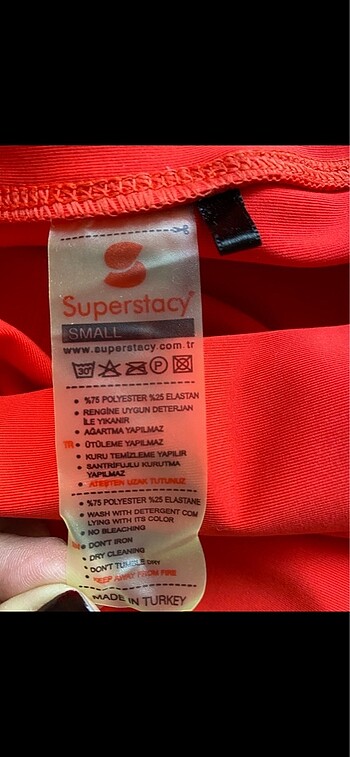 Superstacy
SMALL
www.superstacy.com.tr
30°
P
%75 POLYESTER %25 ELASTAN
RENGİNE UYGUN DETERJAN
İLE YIKANIR
AĞARTMA YAPILMAZ
TR ÜTÜLEME YAPILMAZ
KURU TEMİZLEME YAPILIR
SANTRİFÜJLÜ KURUTMA
YAPILMAZ
ATEŞTEN UZAK TUTUNUZ
%75 POLYESTER %25 ELASTANE
WASH WITH DETERGENT COM
LYING WITH ITS COLOR
NO BLEACHING
DON'T IRON
DRY CLEANING
DON'T TUMBLE DRY
KEEP AWAY FROM FIRE
MADE IN TURKEY